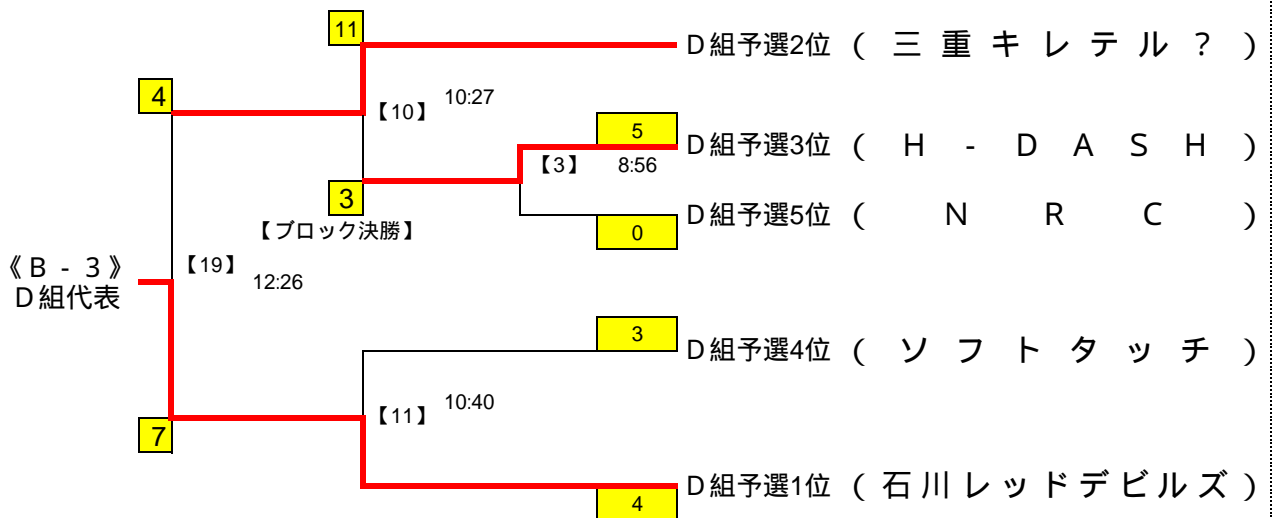 11
D組予選2位 ( 三重キレテル? )
4
【10】 10:27
5
D組予選3位 ( H-DASH )
【3】 8:56
3
D組予選5位 ( NRC )
0
【ブロック決勝】
《B-3》
D組代表
【19】 12:26
3
D組予選4位 ( ソフトタッチ )
【11】 10:40
7
D組予選1位 ( 石川レッドデビルズ )
4